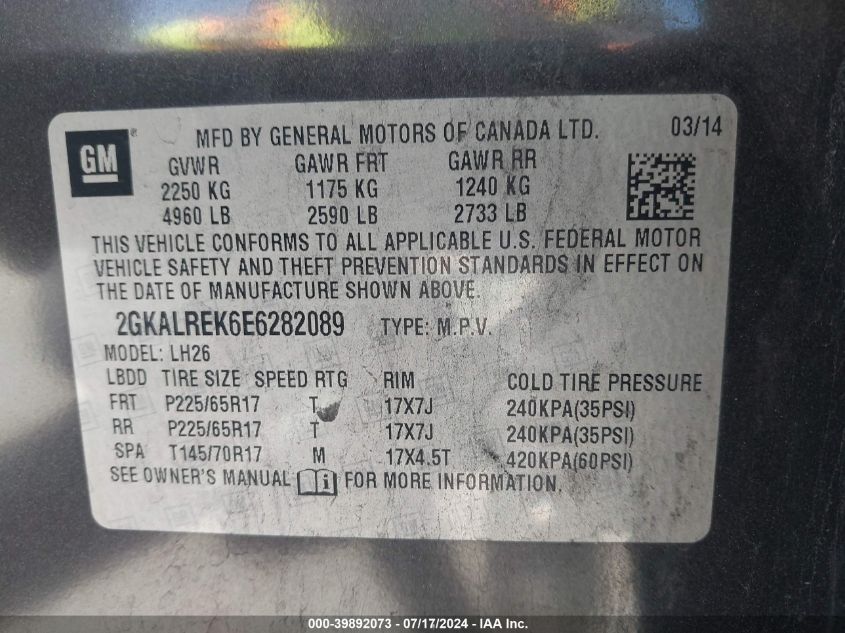 GM® MFD BY GENERAL MOTORS OF CANADA LTD. 03/14
GVWR GAWR FRT GAWR RR
2250 KG 1175 KG 1240 KG
4960 LB 2590 LB 2733 LB
THIS VEHICLE CONFORMS TO ALL APPLICABLE U.S. FEDERAL MOTOR
VEHICLE SAFETY AND THEFT PREVENTION STANDARDS IN EFFECT ON
THE DATE OF MANUFACTURE SHOWN ABOVE.
2GKALREK6E6282089 TYPE: M.P.V.
MODEL: LH26
LBDD TIRE SIZE SPEED RTG RIM COLD TIRE PRESSURE
FRT P225/65R17 T 17X7J 240KPA(35PSI)
RR P225/65R17 T 17X7J 240KPA(35PSI)
SPA T145/70R17 M 17X4.5T 420KPA(60PSI)
SEE OWNER'S MANUAL FOR MORE INFORMATION.
000-39892073 - 07/17/2024 - IAA Inc.